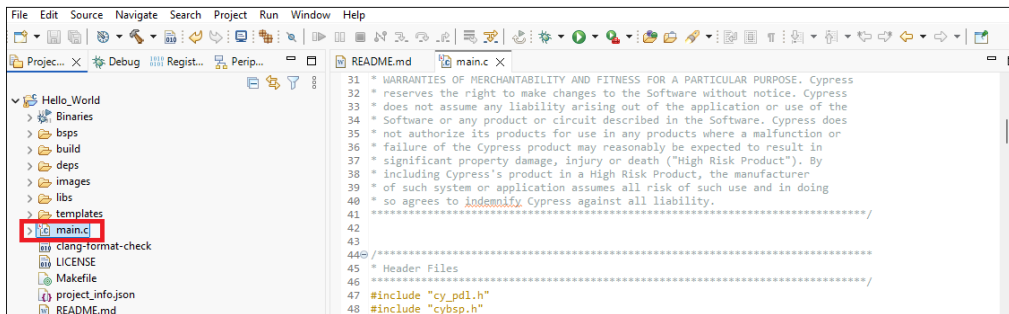 File Edit Source Navigate Search Project Run Window Help
Projec... Debug Regist... Perip...
README.md main.c
Hello_World
Binaries
bsps
build
deps
images
libs
templates
main.c
clang-format-check
LICENSE
Makefile
project_info.json
README.md
31 * WARRANTIES OF MERCHANTABILITY AND FITNESS FOR A PARTICULAR PURPOSE. Cypress
32 * reserves the right to make changes to the Software without notice. Cypress
33 * does not assume any liability arising out of the application or use of the
34 * Software or any product or circuit described in the Software. Cypress does
35 * not authorize its products for use in any products where a malfunction or
36 * failure of the Cypress product may reasonably be expected to result in
37 * significant property damage, injury or death ("High Risk Product"). By
38 * including Cypress's product in a High Risk Product, the manufacturer
39 * of such system or application assumes all risk of such use and in doing
40 * so agrees to indemnify Cypress against all liability.
41 *******************************************************************************/
42
43
44 /*******************************************************************************
45 * Header Files
46 *******************************************************************************/
47 #include "cy_pdl.h"
48 #include "cybsp.h"